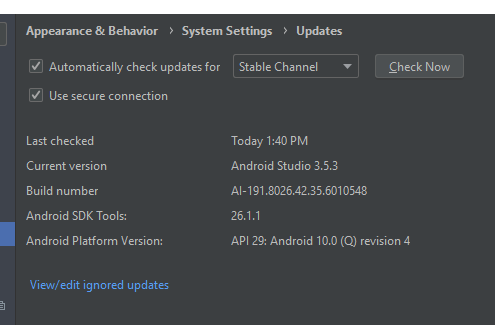 Appearance & Behavior › System Settings › Updates
Automatically check updates for Stable Channel Check Now
Use secure connection
Last checked Today 1:40 PM
Current version Android Studio 3.5.3
Build number AI-191.8026.42.35.6010548
Android SDK Tools: 26.1.1
Android Platform Version: API 29: Android 10.0 (Q) revision 4
View/edit ignored updates